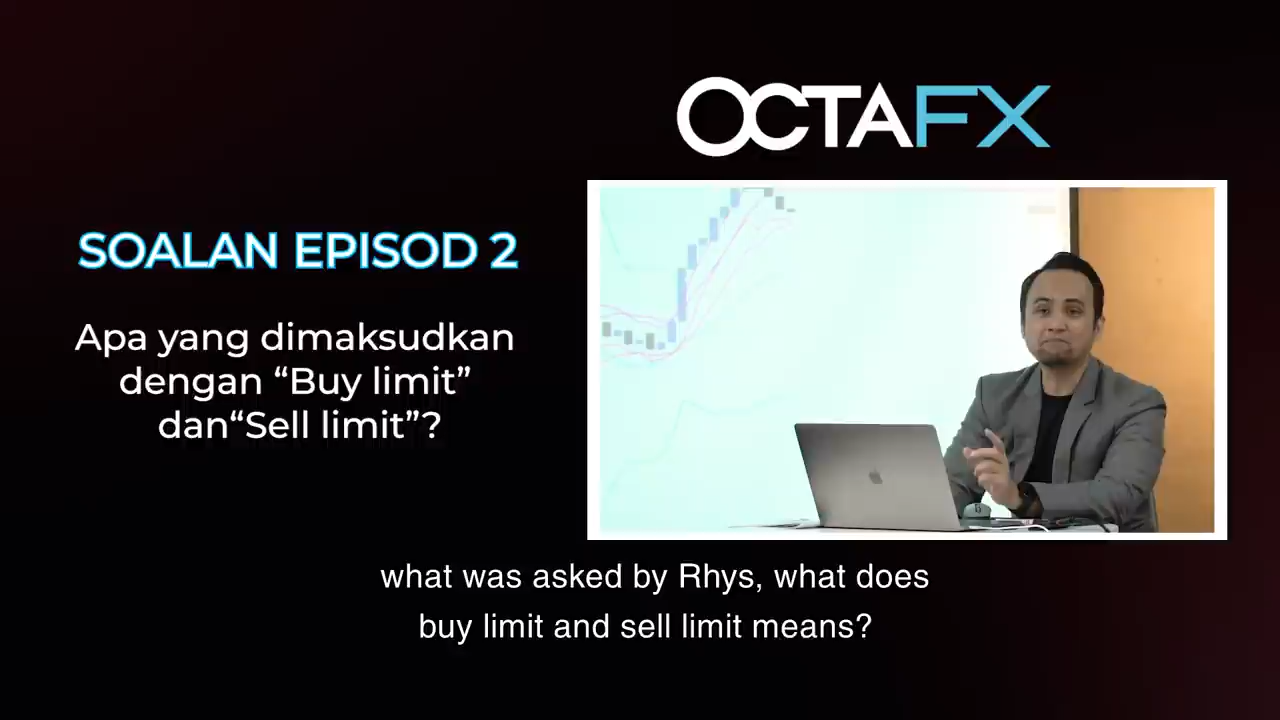 OCTAFX
SOALAN EPISOD 2
Apa yang dimaksudkan
dengan “Buy limit”
dan“Sell limit”?
what was asked by Rhys, what does
buy limit and sell limit means?